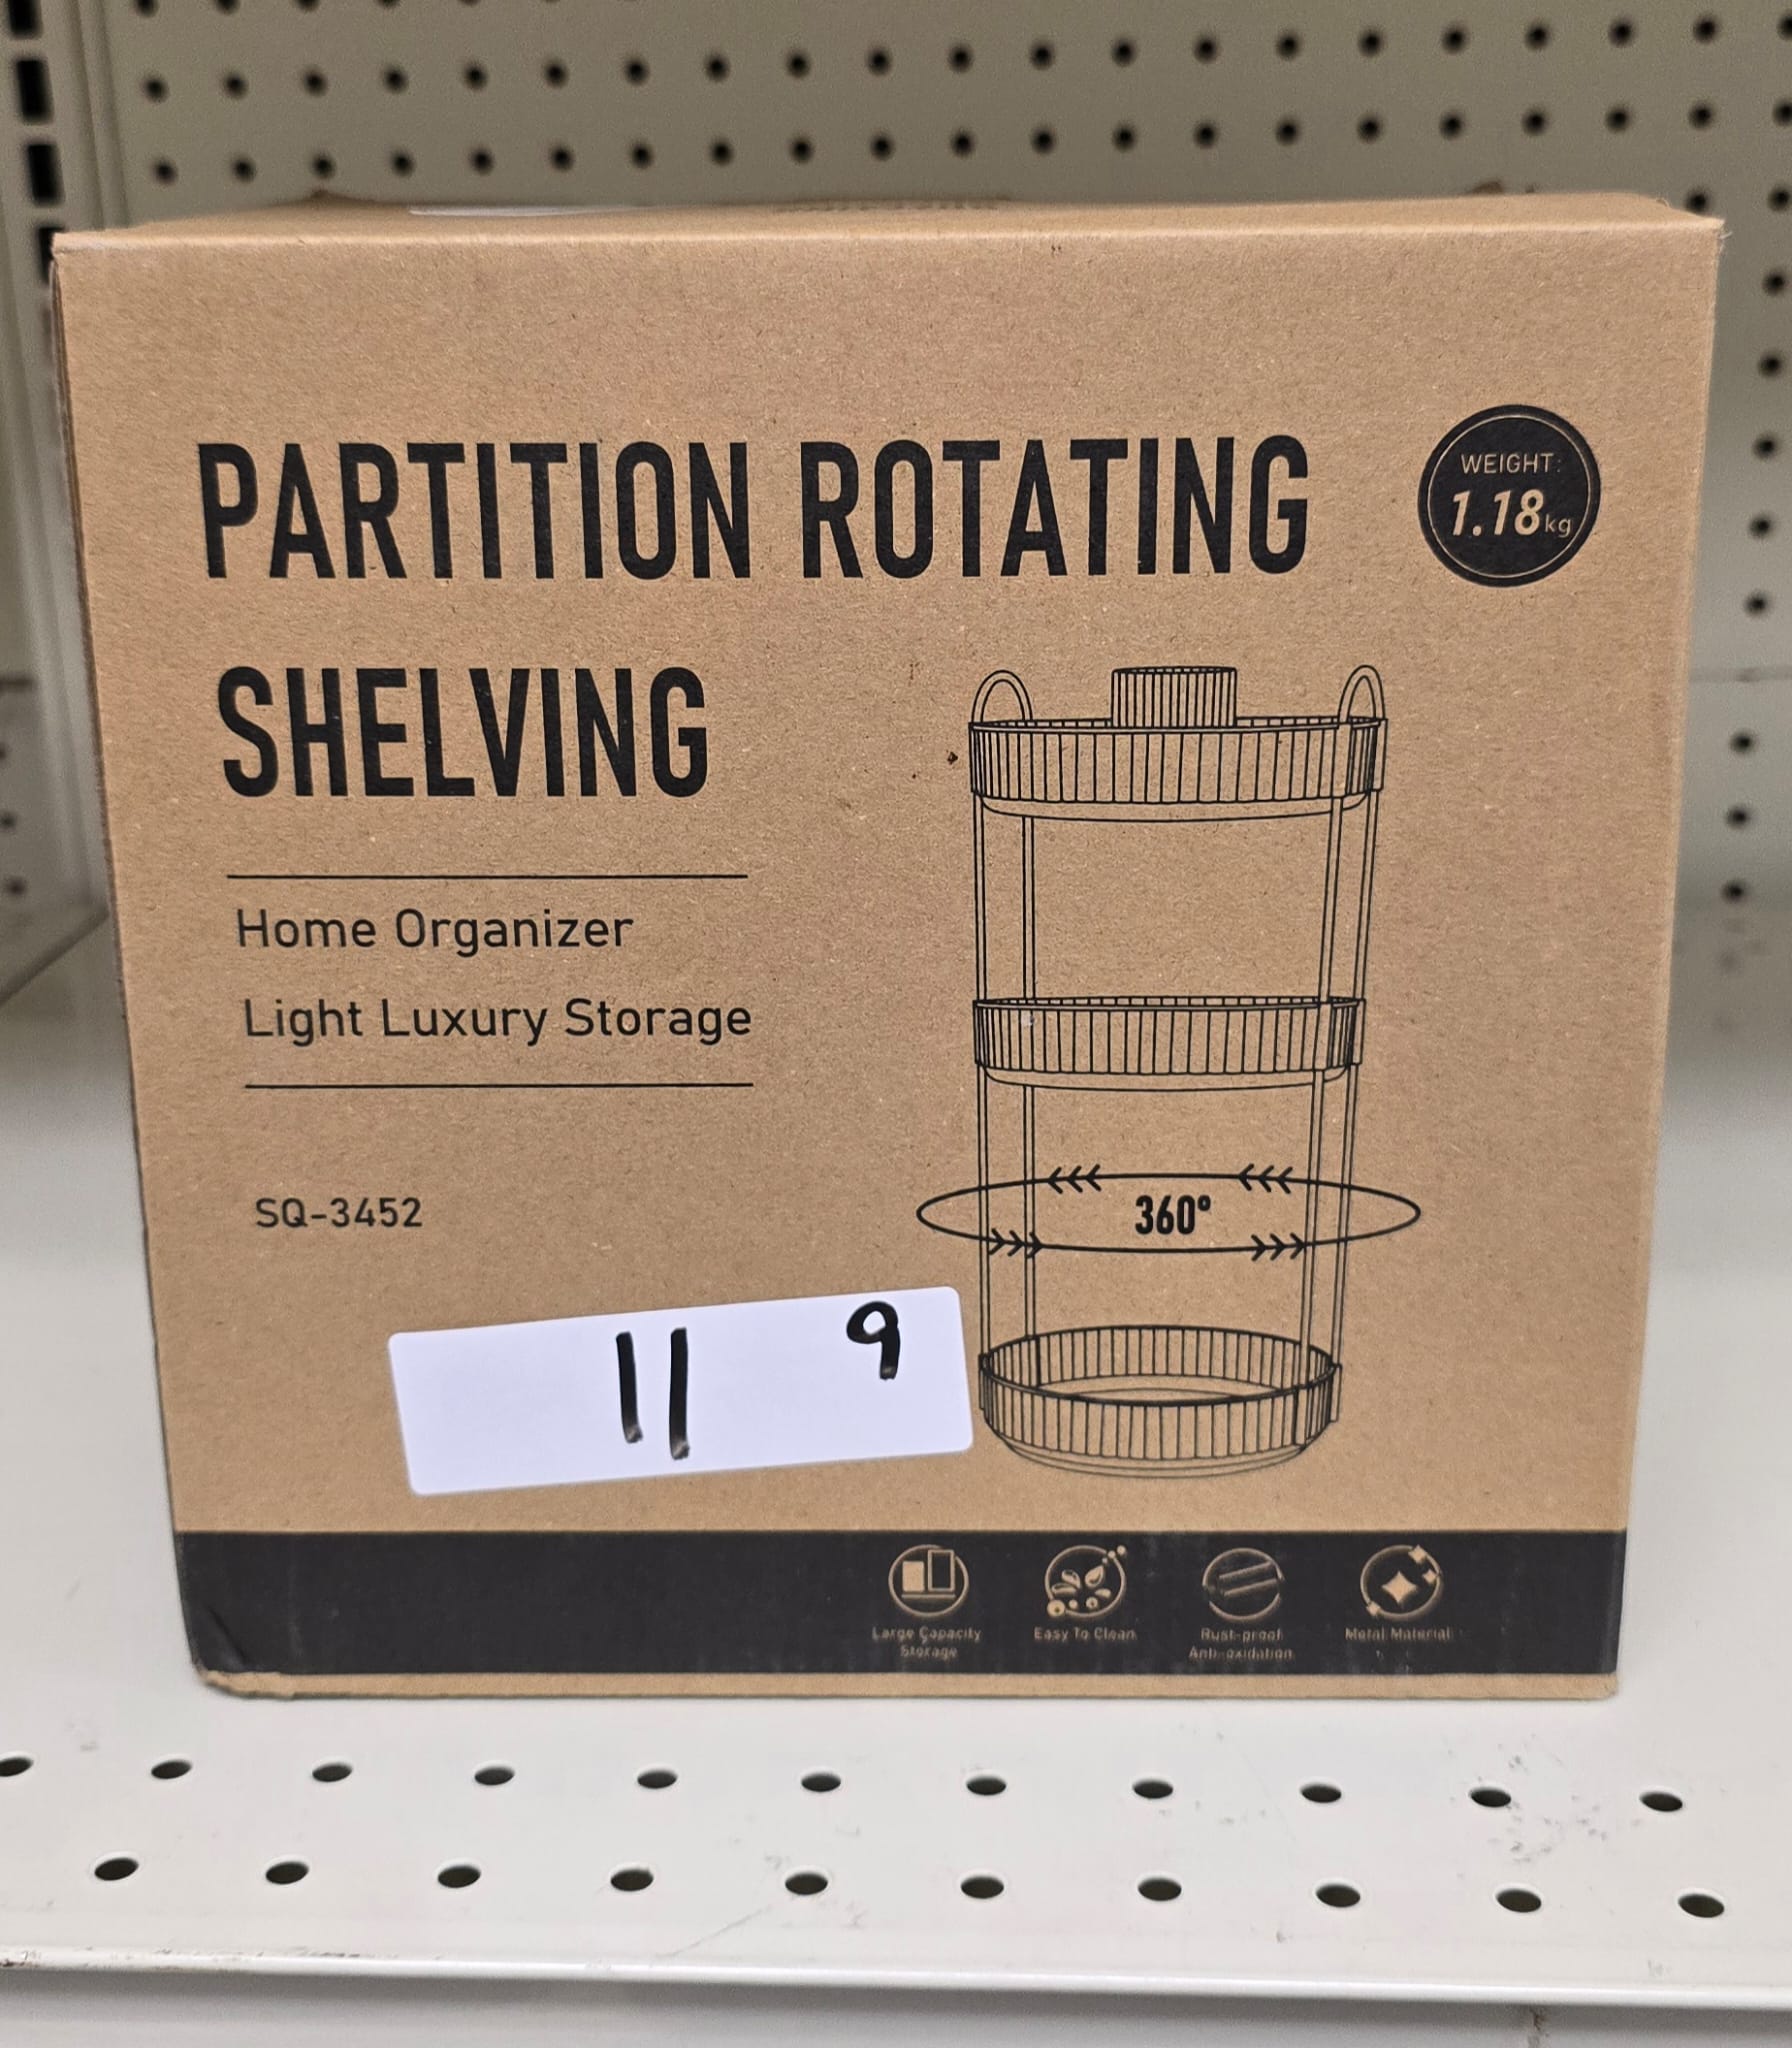 PARTITION ROTATING
SHELVING
WEIGHT:
1.18kg
Home Organizer
Light Luxury Storage
SQ-3452
360°
11 9
Large Capacity
Storage
Easy To Clean
Rust-proof
Anti-oxidation
Metal Material